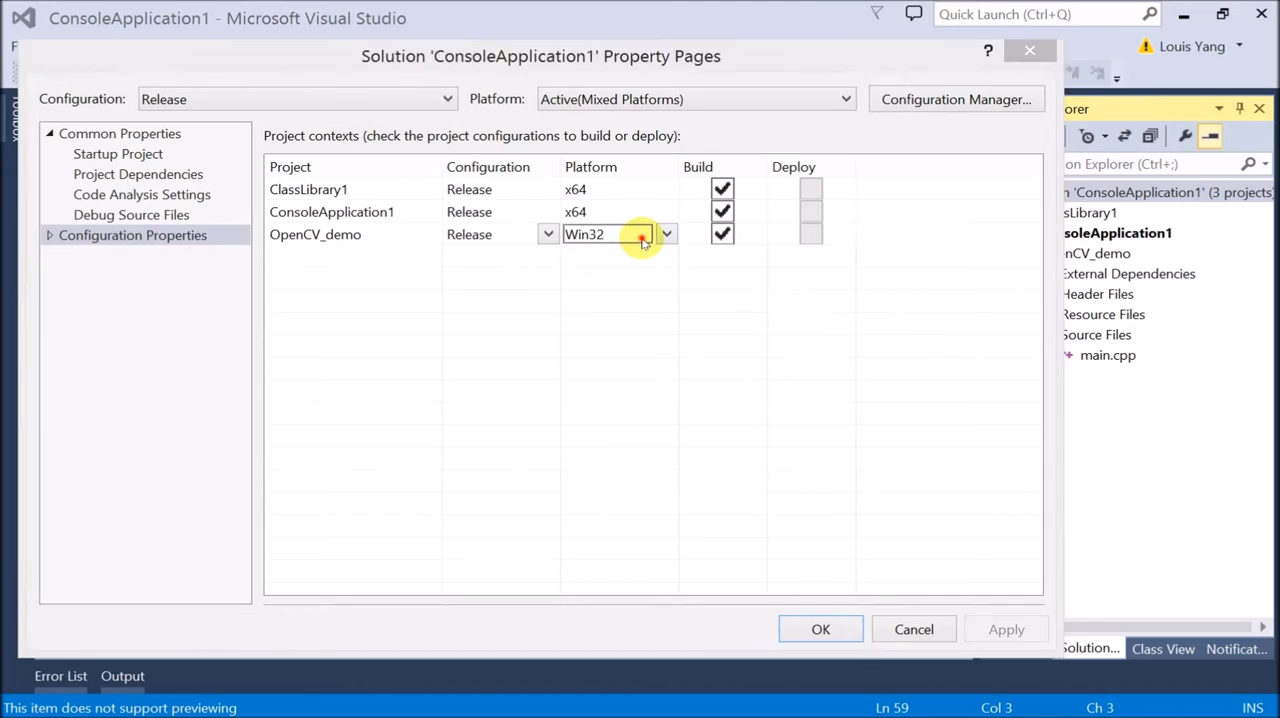 ConsoleApplication1 - Microsoft Visual Studio
Quick Launch (Ctrl+Q)
Louis Yang
Solution 'ConsoleApplication1' Property Pages
?
Configuration: Release Platform: Active(Mixed Platforms) Configuration Manager...
Common Properties
Startup Project
Project Dependencies
Code Analysis Settings
Debug Source Files
Configuration Properties
Project contexts (check the project configurations to build or deploy):
Project Configuration Platform Build Deploy
ClassLibrary1 Release x64
ConsoleApplication1 Release x64
OpenCV_demo Release Win32
OK Cancel Apply
orer
on Explorer (Ctrl+;)
'ConsoleApplication1' (3 projects)
sLibrary1
soleApplication1
nCV_demo
External Dependencies
Header Files
Resource Files
Source Files
main.cpp
Solution... Class View Notificat...
Error List Output
This item does not support previewing Ln 59 Col 3 Ch 3 INS